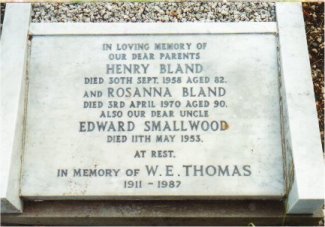 IN LOVING MEMORY OF
OUR DEAR PARENTS
HENRY BLAND
DIED 30TH SEPT. 1958 AGED 82.
AND ROSANNA BLAND
DIED 3RD APRIL 1970 AGED 90.
ALSO OUR DEAR UNCLE
EDWARD SMALLWOOD
DIED 11TH MAY 1953.
AT REST.
IN MEMORY OF W.E. THOMAS
1911 - 1987